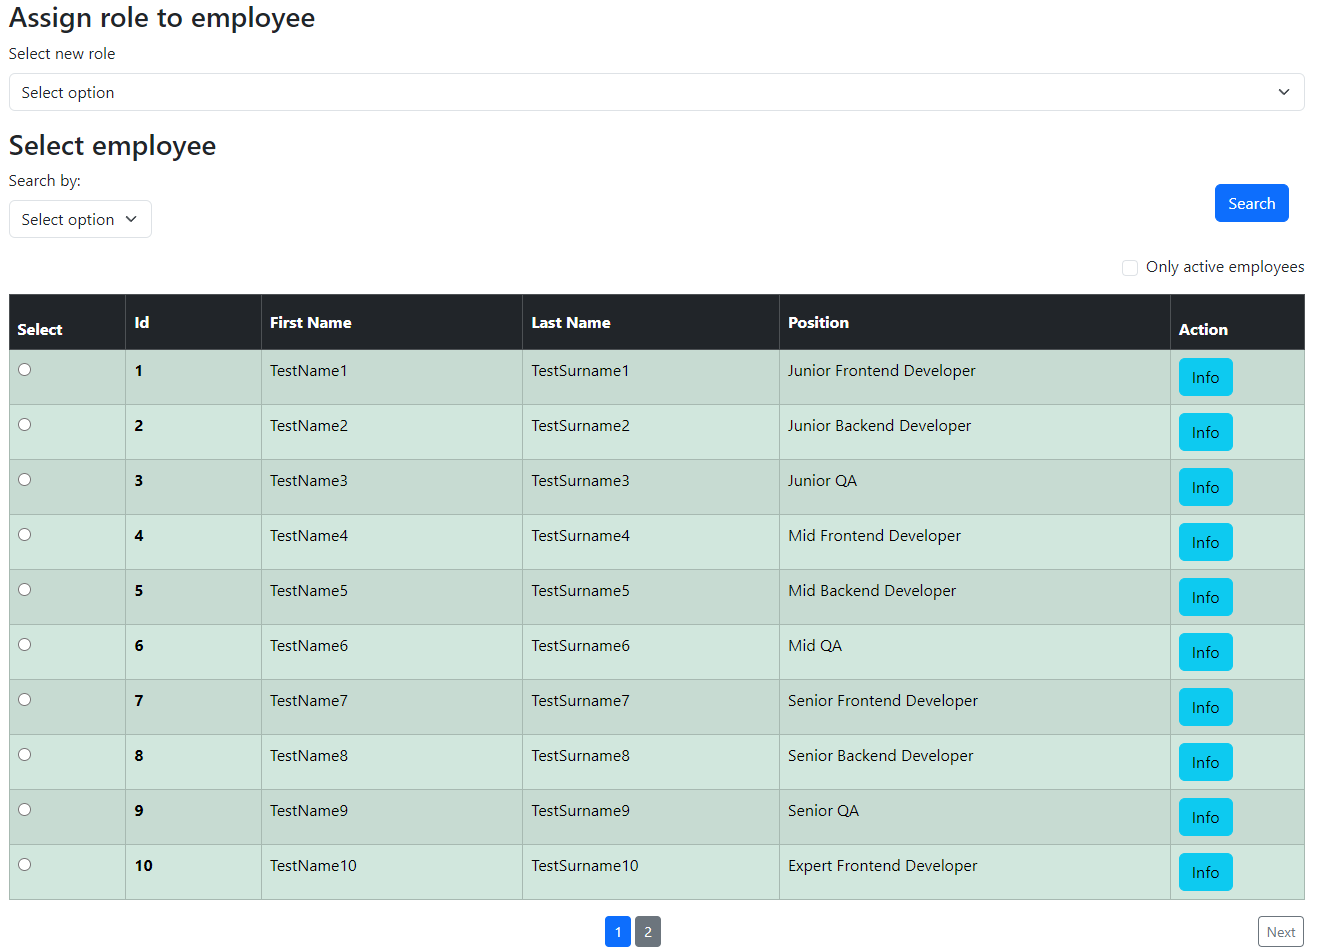 Assign role to employee
Select new role
Select option
Select employee
Search by:
Select option
Search
Only active employees
Select Id First Name Last Name Position Action
1 TestName1 TestSurname1 Junior Frontend Developer Info
2 TestName2 TestSurname2 Junior Backend Developer Info
3 TestName3 TestSurname3 Junior QA Info
4 TestName4 TestSurname4 Mid Frontend Developer Info
5 TestName5 TestSurname5 Mid Backend Developer Info
6 TestName6 TestSurname6 Mid QA Info
7 TestName7 TestSurname7 Senior Frontend Developer Info
8 TestName8 TestSurname8 Senior Backend Developer Info
9 TestName9 TestSurname9 Senior QA Info
10 TestName10 TestSurname10 Expert Frontend Developer Info
1 2 Next